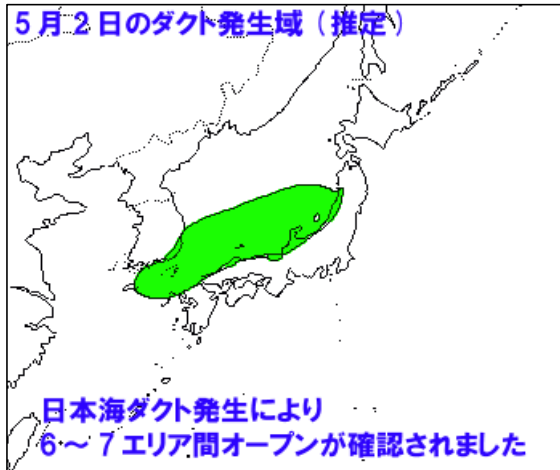 5月2日のダクト発生域(推定)
日本海ダクト発生により
6～7エリア間オープンが確認されました